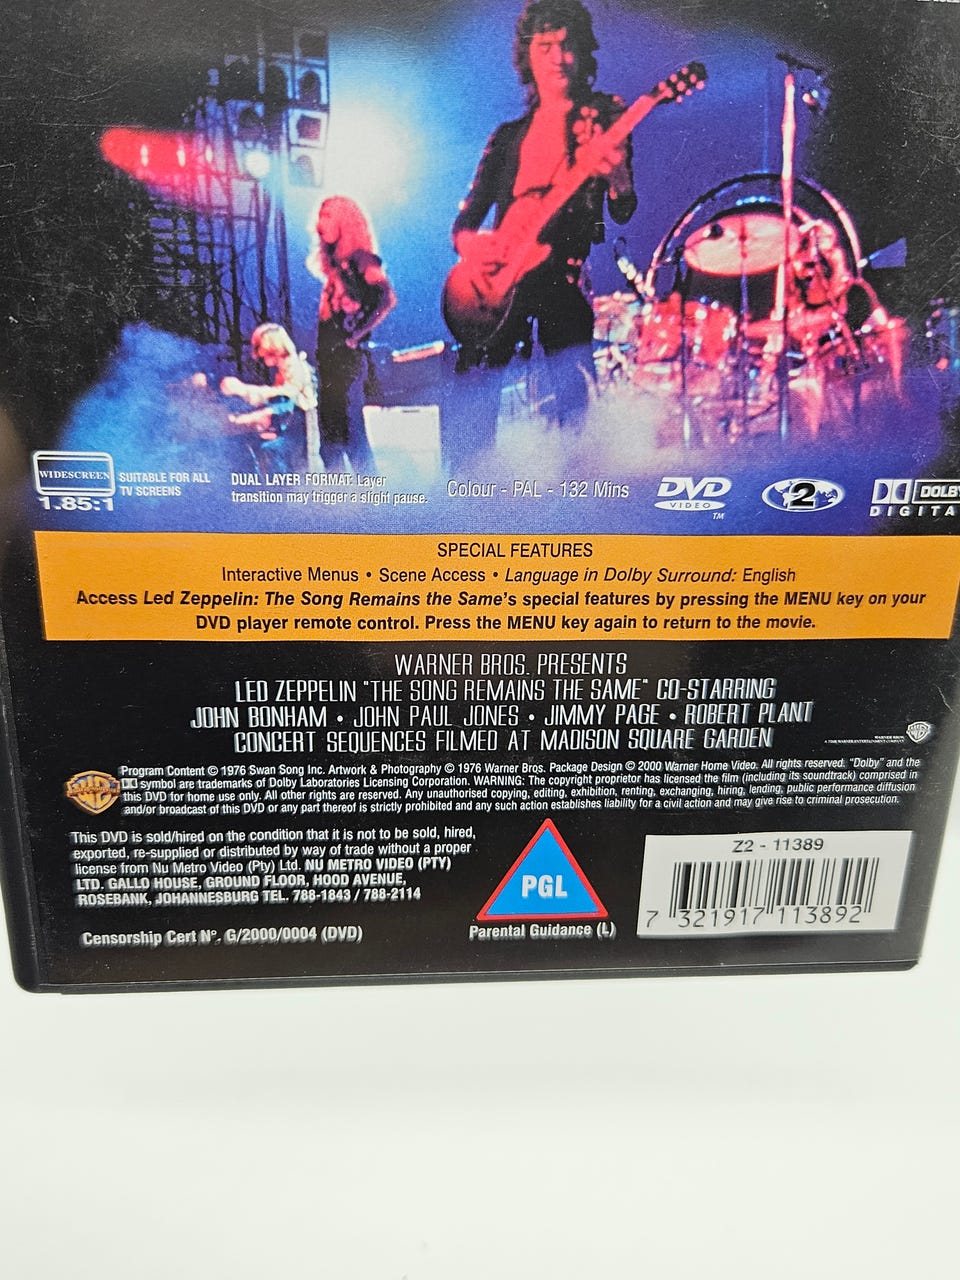 WIDESCREEN
1.85:1
SUITABLE FOR ALL
TV SCREENS
DUAL LAYER FORMAT: Layer
transition may trigger a slight pause.
Colour - PAL - 132 Mins
DVD
VIDEO
TM
2
DOLBY
DIGITA
SPECIAL FEATURES
Interactive Menus • Scene Access • Language in Dolby Surround: English
Access Led Zeppelin: The Song Remains the Same's special features by pressing the MENU key on your
DVD player remote control. Press the MENU key again to return to the movie.
WARNER BROS. PRESENTS
LED ZEPPELIN "THE SONG REMAINS THE SAME" CO-STARRING
JOHN BONHAM • JOHN PAUL JONES • JIMMY PAGE • ROBERT PLANT
CONCERT SEQUENCES FILMED AT MADISON SQUARE GARDEN
WARNER BROS.
A TIME WARNER ENTERTAINMENT COMPANY
Program Content © 1976 Swan Song Inc. Artwork & Photography © 1976 Warner Bros. Package Design © 2000 Warner Home Video. All rights reserved. "Dolby" and the
symbol are trademarks of Dolby Laboratories Licensing Corporation. WARNING: The copyright proprietor has licensed the film (including its soundtrack) comprised in
this DVD for home use only. All other rights are reserved. Any unauthorised copying, editing, exhibition, renting, exchanging, hiring, lending, public performance diffusion
and/or broadcast of this DVD or any part thereof is strictly prohibited and any such action establishes liability for a civil action and may give rise to criminal prosecution.
This DVD is sold/hired on the condition that it is not to be sold, hired,
exported, re-supplied or distributed by way of trade without a proper
license from Nu Metro Video (Pty) Ltd. NU METRO VIDEO (PTY)
LTD. GALLO HOUSE, GROUND FLOOR, HOOD AVENUE,
ROSEBANK, JOHANNESBURG TEL. 788-1843 / 788-2114
Censorship Cert Nº. G/2000/0004 (DVD)
PGL
Parental Guidance (L)
Z2 - 11389
7 321917 113892